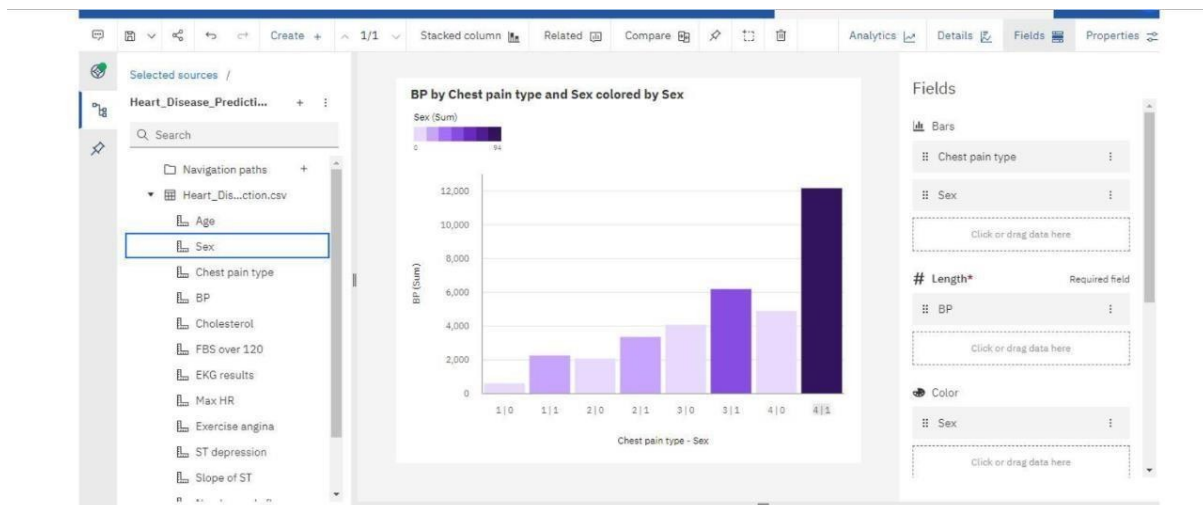 Create +
1/1
Stacked column
Related
Compare
Analytics
Details
Fields
Properties
Selected sources /
Heart_Disease_Predicti... +
Search
Navigation paths +
Heart_Dis...ction.csv
Age
Sex
Chest pain type
BP
Cholesterol
FBS over 120
EKG results
Max HR
Exercise angina
ST depression
Slope of ST
BP by Chest pain type and Sex colored by Sex
Sex (Sum)
0 94
BP (Sum)
12,000
10,000
8,000
6,000
4,000
2,000
0
1|0 1|1 2|0 2|1 3|0 3|1 4|0 4|1
Chest pain type - Sex
Fields
Bars
Chest pain type
Sex
Click or drag data here
# Length* Required field
BP
Click or drag data here
Color
Sex
Click or drag data here